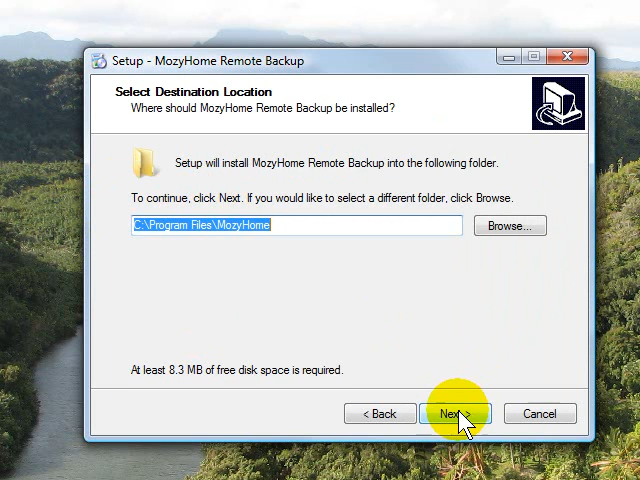 Setup - MozyHome Remote Backup
Select Destination Location
Where should MozyHome Remote Backup be installed?
Setup will install MozyHome Remote Backup into the following folder.
To continue, click Next. If you would like to select a different folder, click Browse.
C:\Program Files\MozyHome
Browse...
At least 8.3 MB of free disk space is required.
< Back
Next >
Cancel